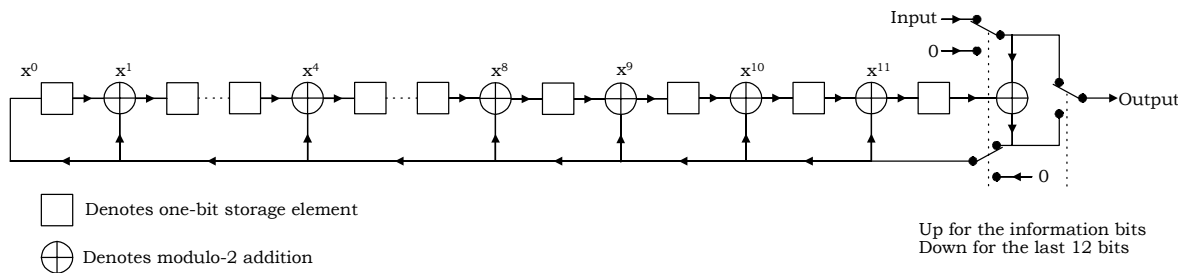 Input
0
x⁰ x¹ x⁴ x⁸ x⁹ x¹⁰ x¹¹
Output
0
Denotes one-bit storage element
Denotes modulo-2 addition
Up for the information bits
Down for the last 12 bits